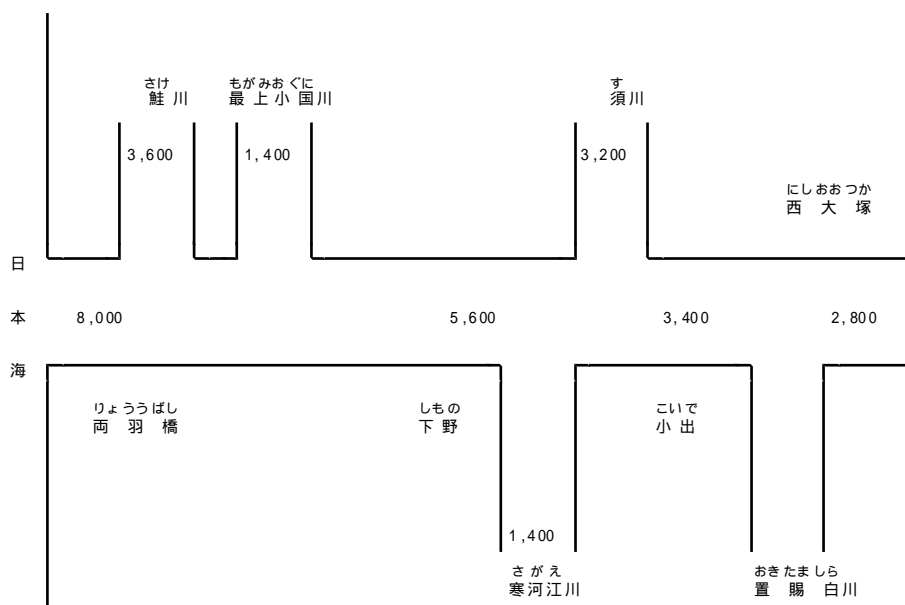 さけ
鮭川
もがみおぐに
最上小国川
す
須川
3,600
1,400
3,200
にしおおつか
西大塚
日本海
8,000
5,600
3,400
2,800
りょううばし
両羽橋
しもの
下野
こいで
小出
1,400
さがえ
寒河江川
おきたましら
置賜白川